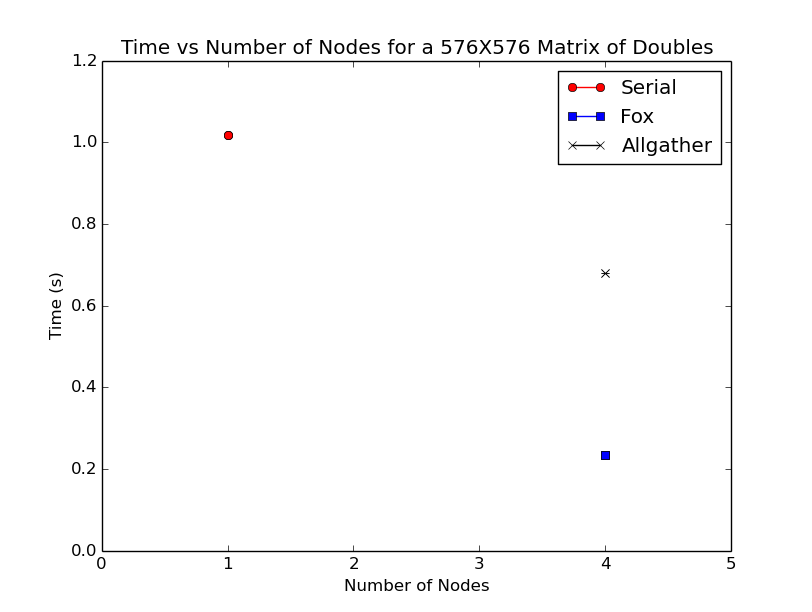 Time vs Number of Nodes for a 576X576 Matrix of Doubles
1.2
1.0
0.8
0.6
0.4
0.2
0.0
Time (s)
Serial
Fox
Allgather
0 1 2 3 4 5
Number of Nodes